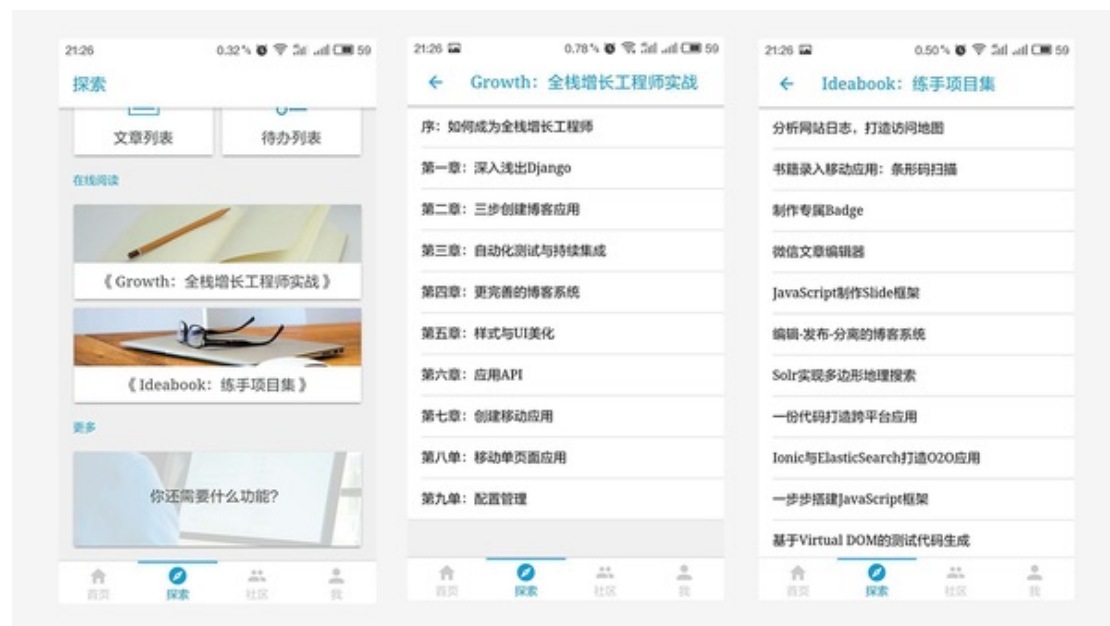 21:26 0.32% 59
探索
文章列表 待办列表
在线阅读
《Growth：全栈增长工程师实战》
《Ideabook：练手项目集》
更多
你还需要什么功能?
首页 探索 社区 我
21:26 0.78% 59
Growth：全栈增长工程师实战
序：如何成为全栈增长工程师
第一章：深入浅出Django
第二章：三步创建博客应用
第三章：自动化测试与持续集成
第四章：更完善的博客系统
第五章：样式与UI美化
第六章：应用API
第七章：创建移动应用
第八单：移动单页面应用
第九单：配置管理
首页 探索 社区 我
21:26 0.50% 59
Ideabook：练手项目集
分析网站日志，打造访问地图
书籍录入移动应用：条形码扫描
制作专属Badge
微信文章编辑器
JavaScript制作Slide框架
编辑-发布-分离的博客系统
Solr实现多边形地理搜索
一份代码打造跨平台应用
Ionic与ElasticSearch打造O2O应用
一步步搭建JavaScript框架
基于Virtual DOM的测试代码生成
首页 探索 社区 我